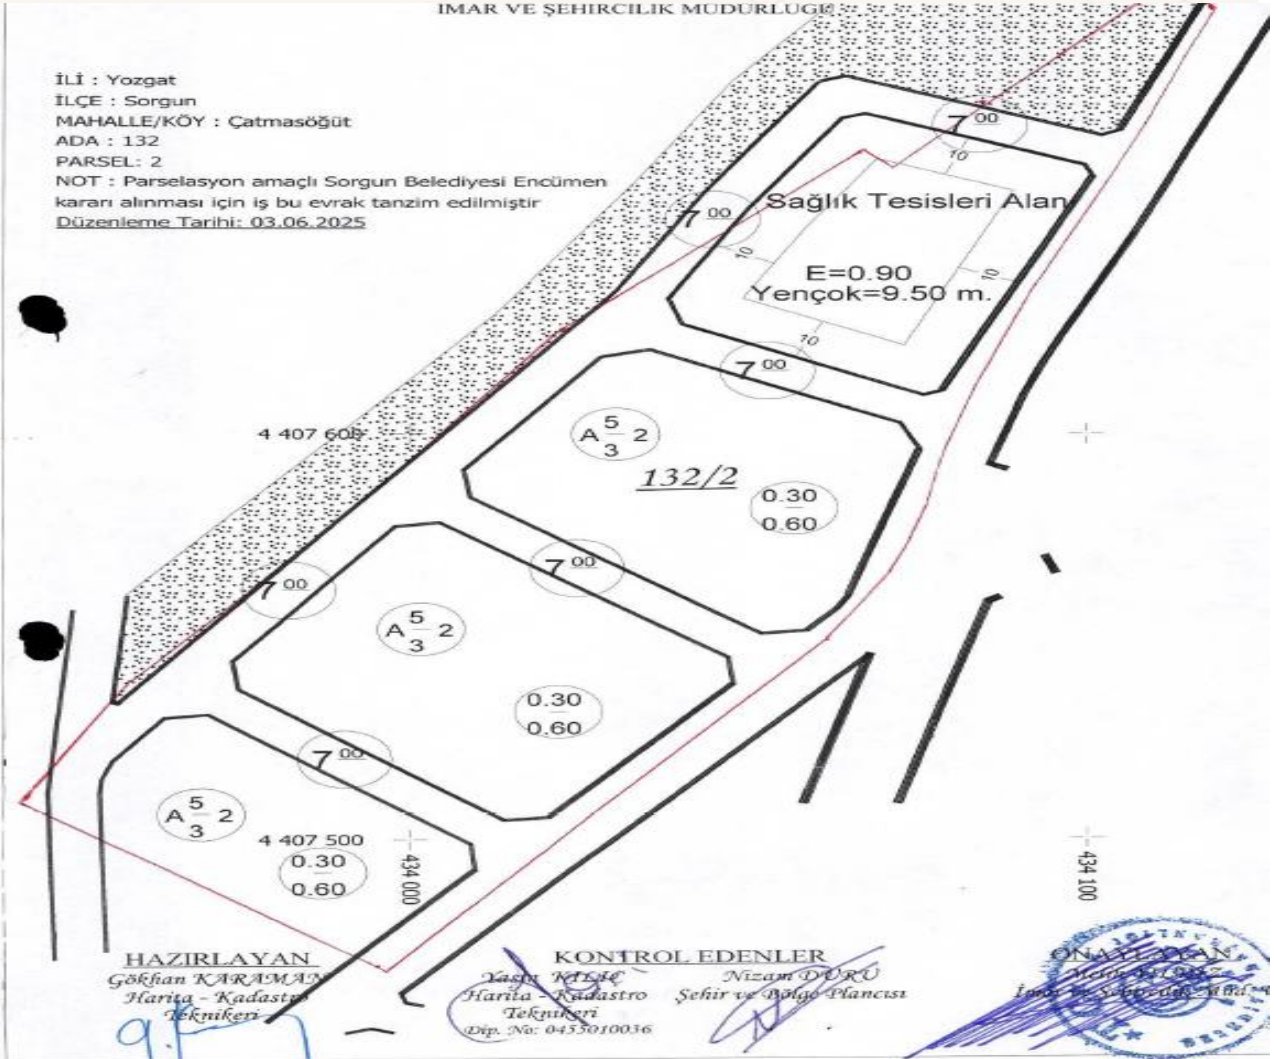 İMAR VE ŞEHİRCİLİK MÜDÜRLÜĞÜ
İLİ : Yozgat
İLÇE : Sorgun
MAHALLE/KÖY : Çatmasöğüt
ADA : 132
PARSEL: 2
NOT : Parselasyon amaçlı Sorgun Belediyesi Encümen
kararı alınması için iş bu evrak tanzim edilmiştir
Düzenleme Tarihi: 03.06.2025
7 00
10
Sağlık Tesisleri Alan
7 00
10
10
E=0.90
Yençok=9.50 m.
10
7 00
4 407 600
A 5 2
3
132/2
0.30
0.60
7 00
7 00
A 5 2
3
0.30
0.60
7 00
A 5 2
3
4 407 500
0.30
0.60
434 000
434 100
HAZIRLAYAN
Gökhan KARAMAN
Harita - Kadastro
Teknikeri
KONTROL EDENLER
Yasin KILIÇ
Harita - Kadastro
Teknikeri
Dip. No: 0455010036
Nizam DURU
Şehir ve Bölge Plancısı
ONAYLAYAN